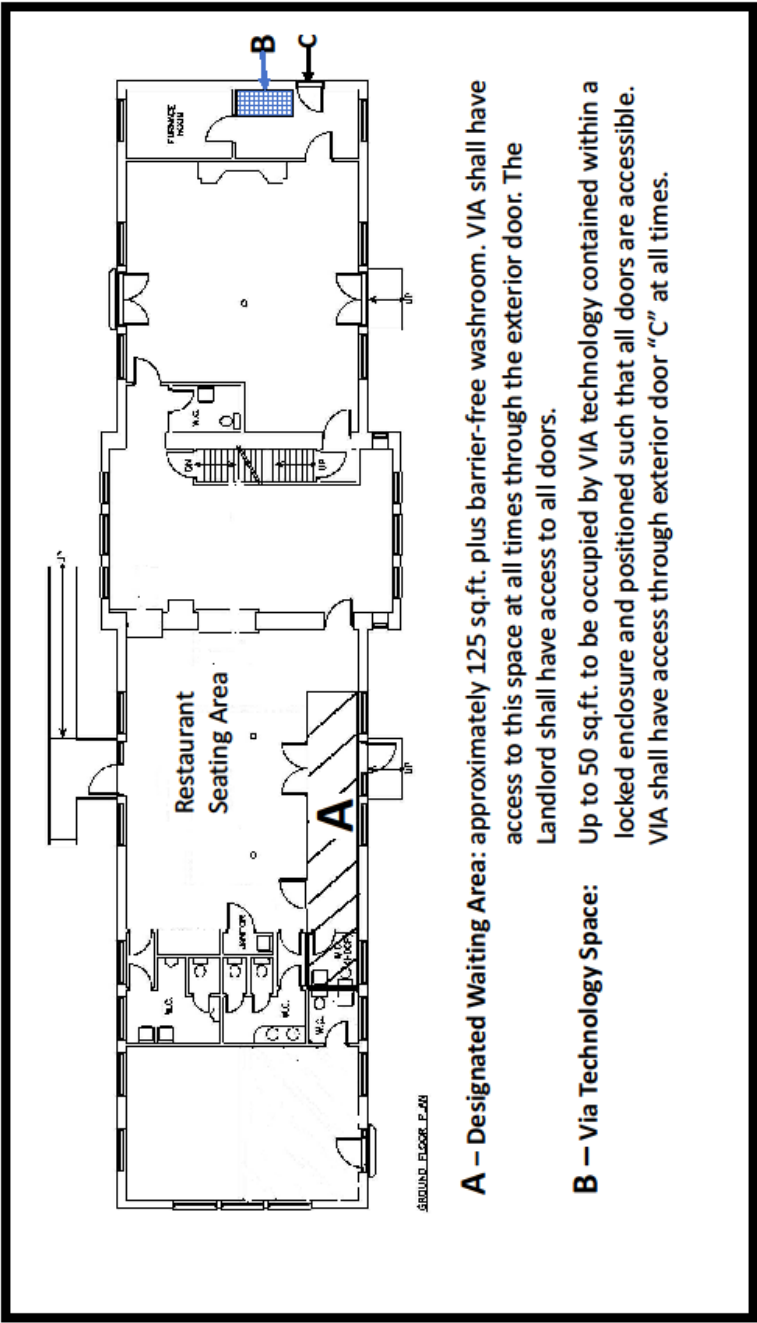 B
C
FURNACE
ROOM
UP
W.C.
DN
UP
UP
Restaurant
Seating Area
A
UP
JANITOR
W.C.
W.C.
W.C.
W.C.
GROUND FLOOR PLAN
A – Designated Waiting Area: approximately 125 sq.ft. plus barrier-free washroom. VIA shall have
access to this space at all times through the exterior door. The
Landlord shall have access to all doors.
B – Via Technology Space: Up to 50 sq.ft. to be occupied by VIA technology contained within a
locked enclosure and positioned such that all doors are accessible.
VIA shall have access through exterior door “C” at all times.